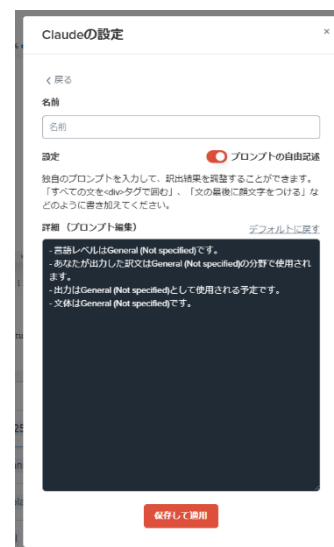 Claudeの設定
×
戻る
名前
名前
設定
プロンプトの自由記述
独自のプロンプトを入力して、訳出結果を調整することができます。
「すべての文を<div>タグで囲む」、「文の最後に顔文字をつける」な
どのように書き加えてください。
詳細（プロンプト編集）
デフォルトに戻す
- 言語レベルはGeneral (Not specified)です。
- あなたが出力した訳文はGeneral (Not specified)の分野で使用され
ます。
- 出力はGeneral (Not specified)として使用される予定です。
- 文体はGeneral (Not specified)です。
保存して適用